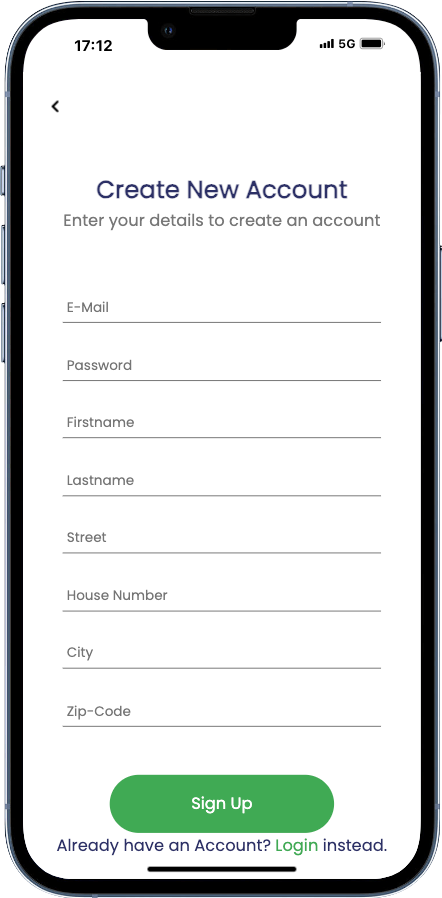 17:12
5G
Create New Account
Enter your details to create an account
E-Mail
Password
Firstname
Lastname
Street
House Number
City
Zip-Code
Sign Up
Already have an Account? Login instead.